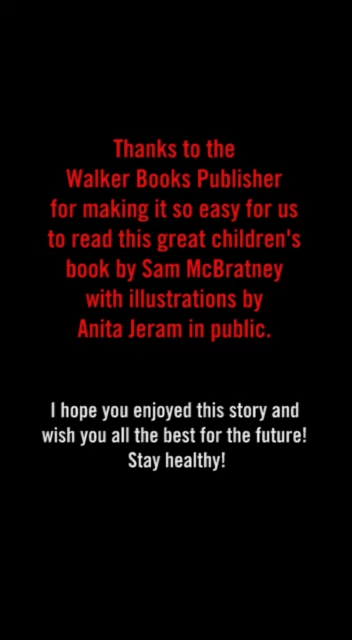 Thanks to the
Walker Books Publisher
for making it so easy for us
to read this great children's
book by Sam McBratney
with illustrations by
Anita Jeram in public.
I hope you enjoyed this story and
wish you all the best for the future!
Stay healthy!